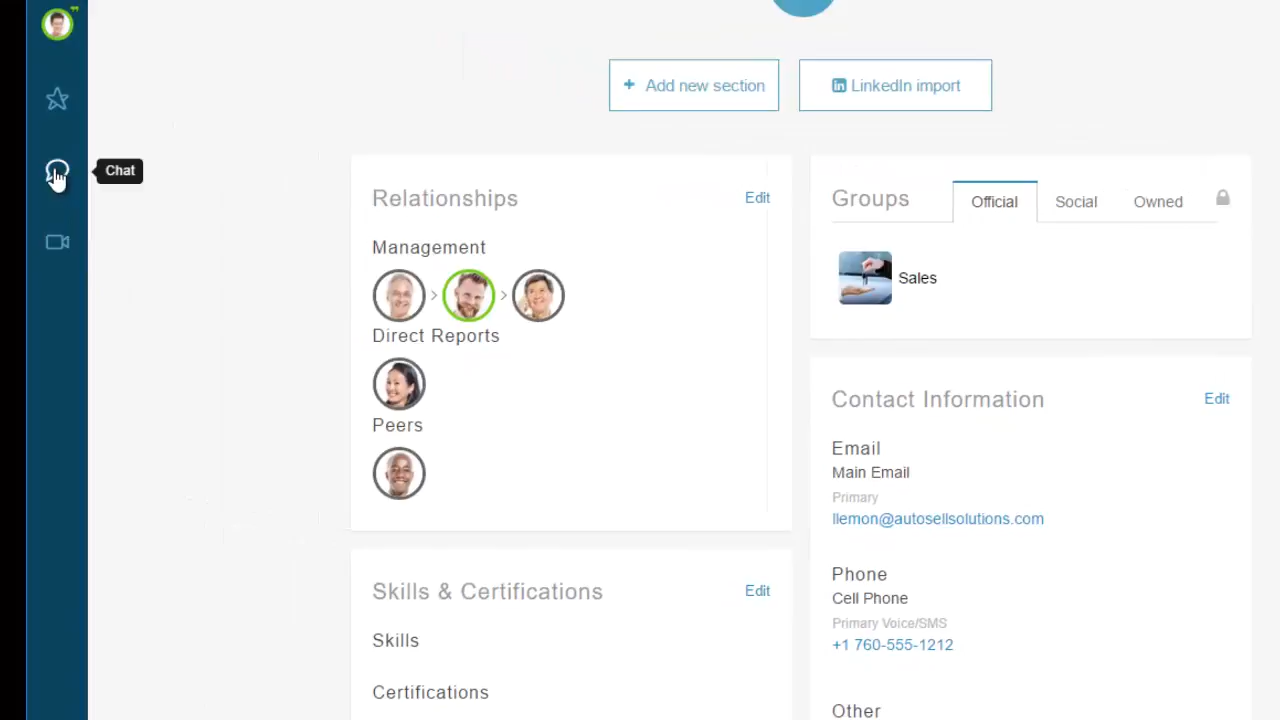 + Add new section
LinkedIn import
Chat
Relationships
Edit
Management
Direct Reports
Peers
Skills & Certifications
Edit
Skills
Certifications
Groups
Official
Social
Owned
Sales
Contact Information
Edit
Email
Main Email
Primary
llemon@autosellsolutions.com
Phone
Cell Phone
Primary Voice/SMS
+1 760-555-1212
Other